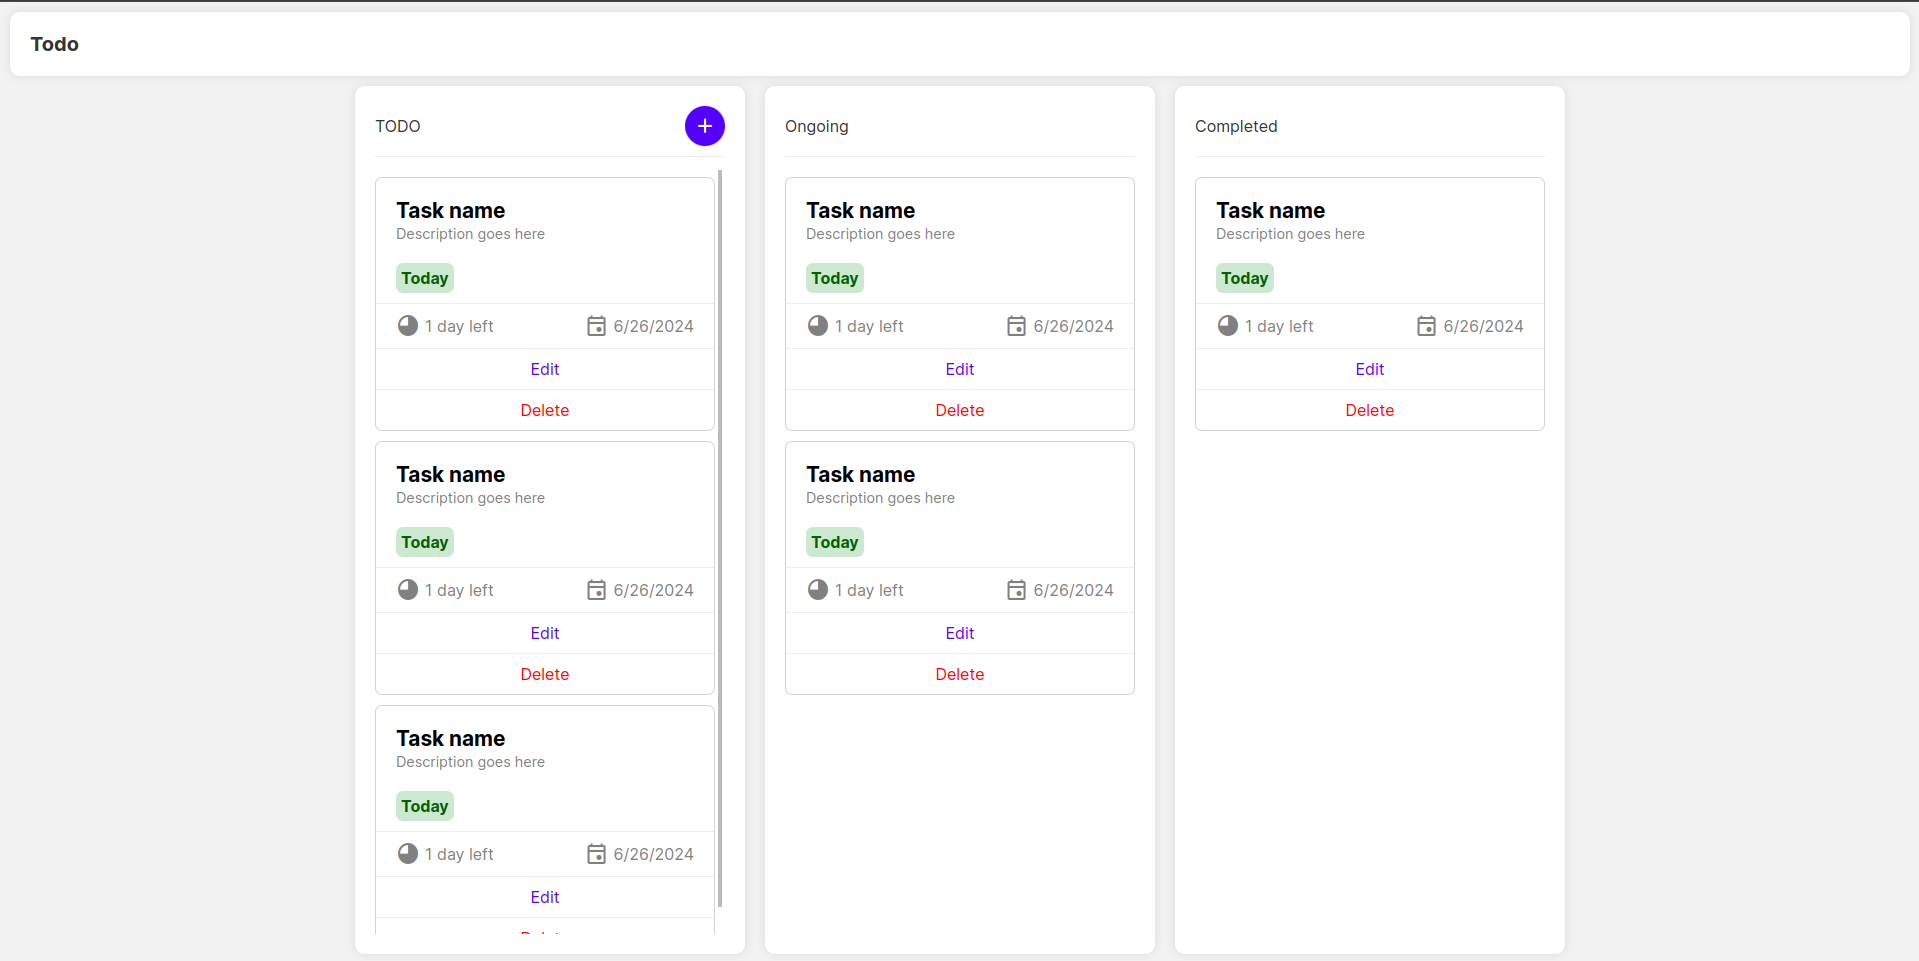 Todo
TODO
+
Task name
Description goes here
Today
1 day left 6/26/2024
Edit
Delete
Task name
Description goes here
Today
1 day left 6/26/2024
Edit
Delete
Task name
Description goes here
Today
1 day left 6/26/2024
Edit
Ongoing
Task name
Description goes here
Today
1 day left 6/26/2024
Edit
Delete
Task name
Description goes here
Today
1 day left 6/26/2024
Edit
Delete
Completed
Task name
Description goes here
Today
1 day left 6/26/2024
Edit
Delete